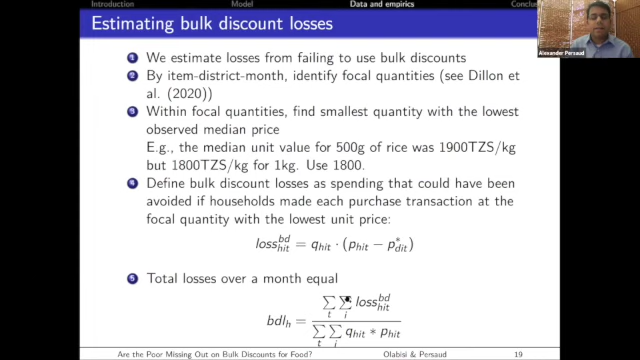 Introduction Model Data and empirics Conclu
Estimating bulk discount losses
Alexander Persaud
1 We estimate losses from failing to use bulk discounts
2 By item-district-month, identify focal quantities (see Dillon et
al. (2020))
3 Within focal quantities, find smallest quantity with the lowest
observed median price
E.g., the median unit value for 500g of rice was 1900TZS/kg
but 1800TZS/kg for 1kg. Use 1800.
4 Define bulk discount losses as spending that could have been
avoided if households made each purchase transaction at the
focal quantity with the lowest unit price:
loss^{bd}_{hit} = q_{hit} · (p_{hit} − p^*_{dit})
5 Total losses over a month equal
bdl_h = \frac{∑_t ∑_i loss^{bd}_{hit}}{∑_t ∑_i q_{hit} * p_{hit}}
Are the Poor Missing Out on Bulk Discounts for Food? Olabisi & Persaud 19